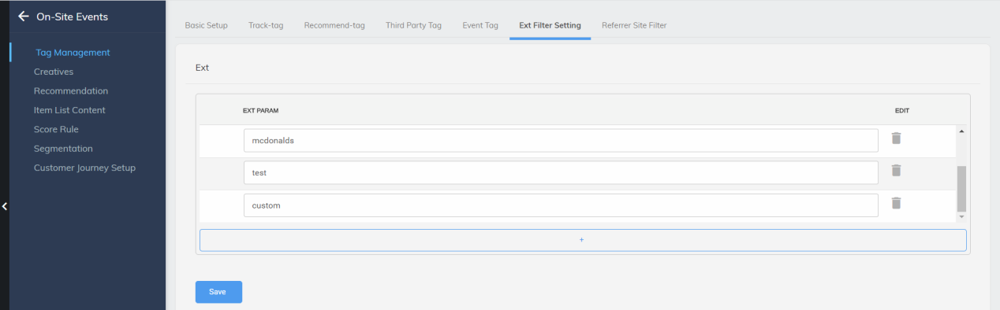 On-Site Events
Tag Management
Creatives
Recommendation
Item List Content
Score Rule
Segmentation
Customer Journey Setup
Basic Setup Track-tag Recommend-tag Third Party Tag Event Tag Ext Filter Setting Referrer Site Filter
Ext
EXT PARAM EDIT
mcdonalds
test
custom
+
Save